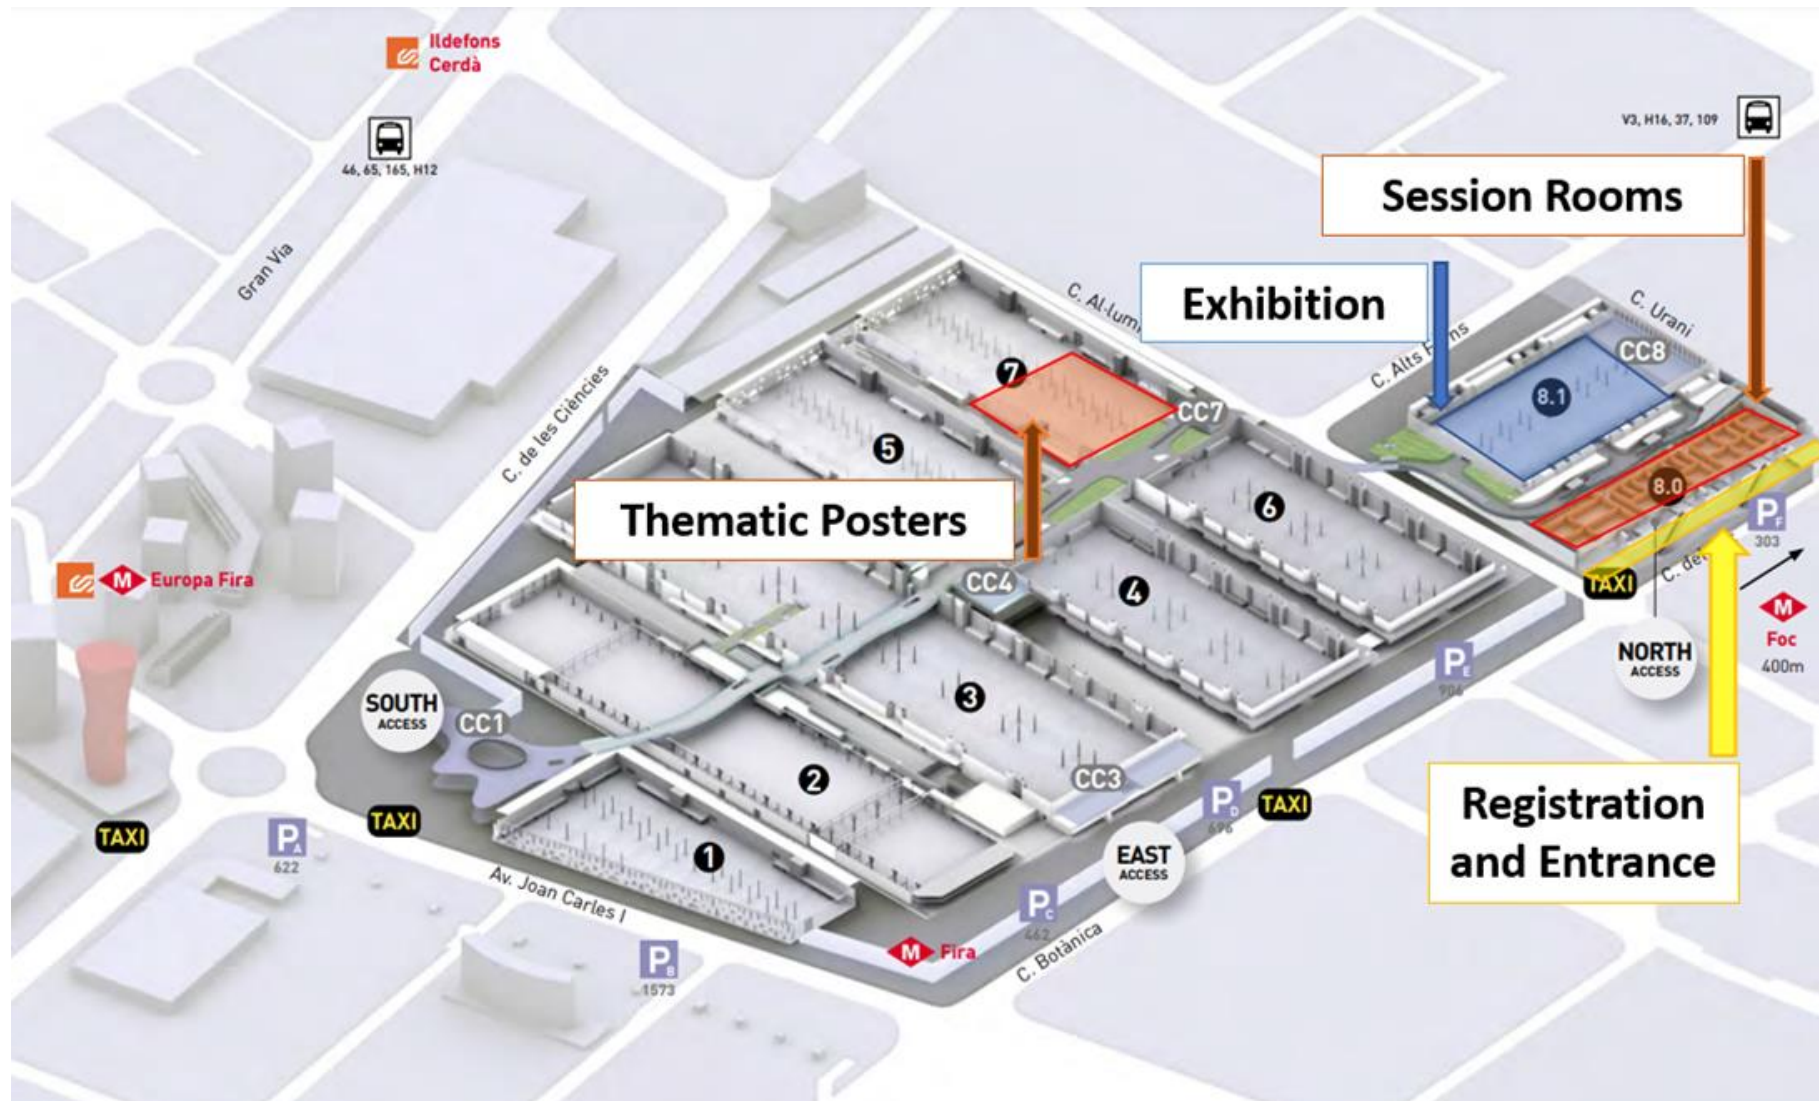 Ildefons
Cerdà
46, 65, 165, H12
V3, H16, 37, 109
Session Rooms
Exhibition
Gran Via
C. Al·lum
C. Urani
C. Alts
CC8
8.1
7
CC7
C. de les Ciències
5
8.0
6
P F
303
Thematic Posters
CC4
4
TAXI
C. de
M Europa Fira
M
Foc
400m
NORTH
ACCESS
P E
906
SOUTH
ACCESS
CC1
3
CC3
2
P D
696
TAXI
Registration
and Entrance
TAXI
TAXI
P A
622
1
EAST
ACCESS
Av. Joan Carles I
P C
462
M Fira
C. Botànica
P B
1573